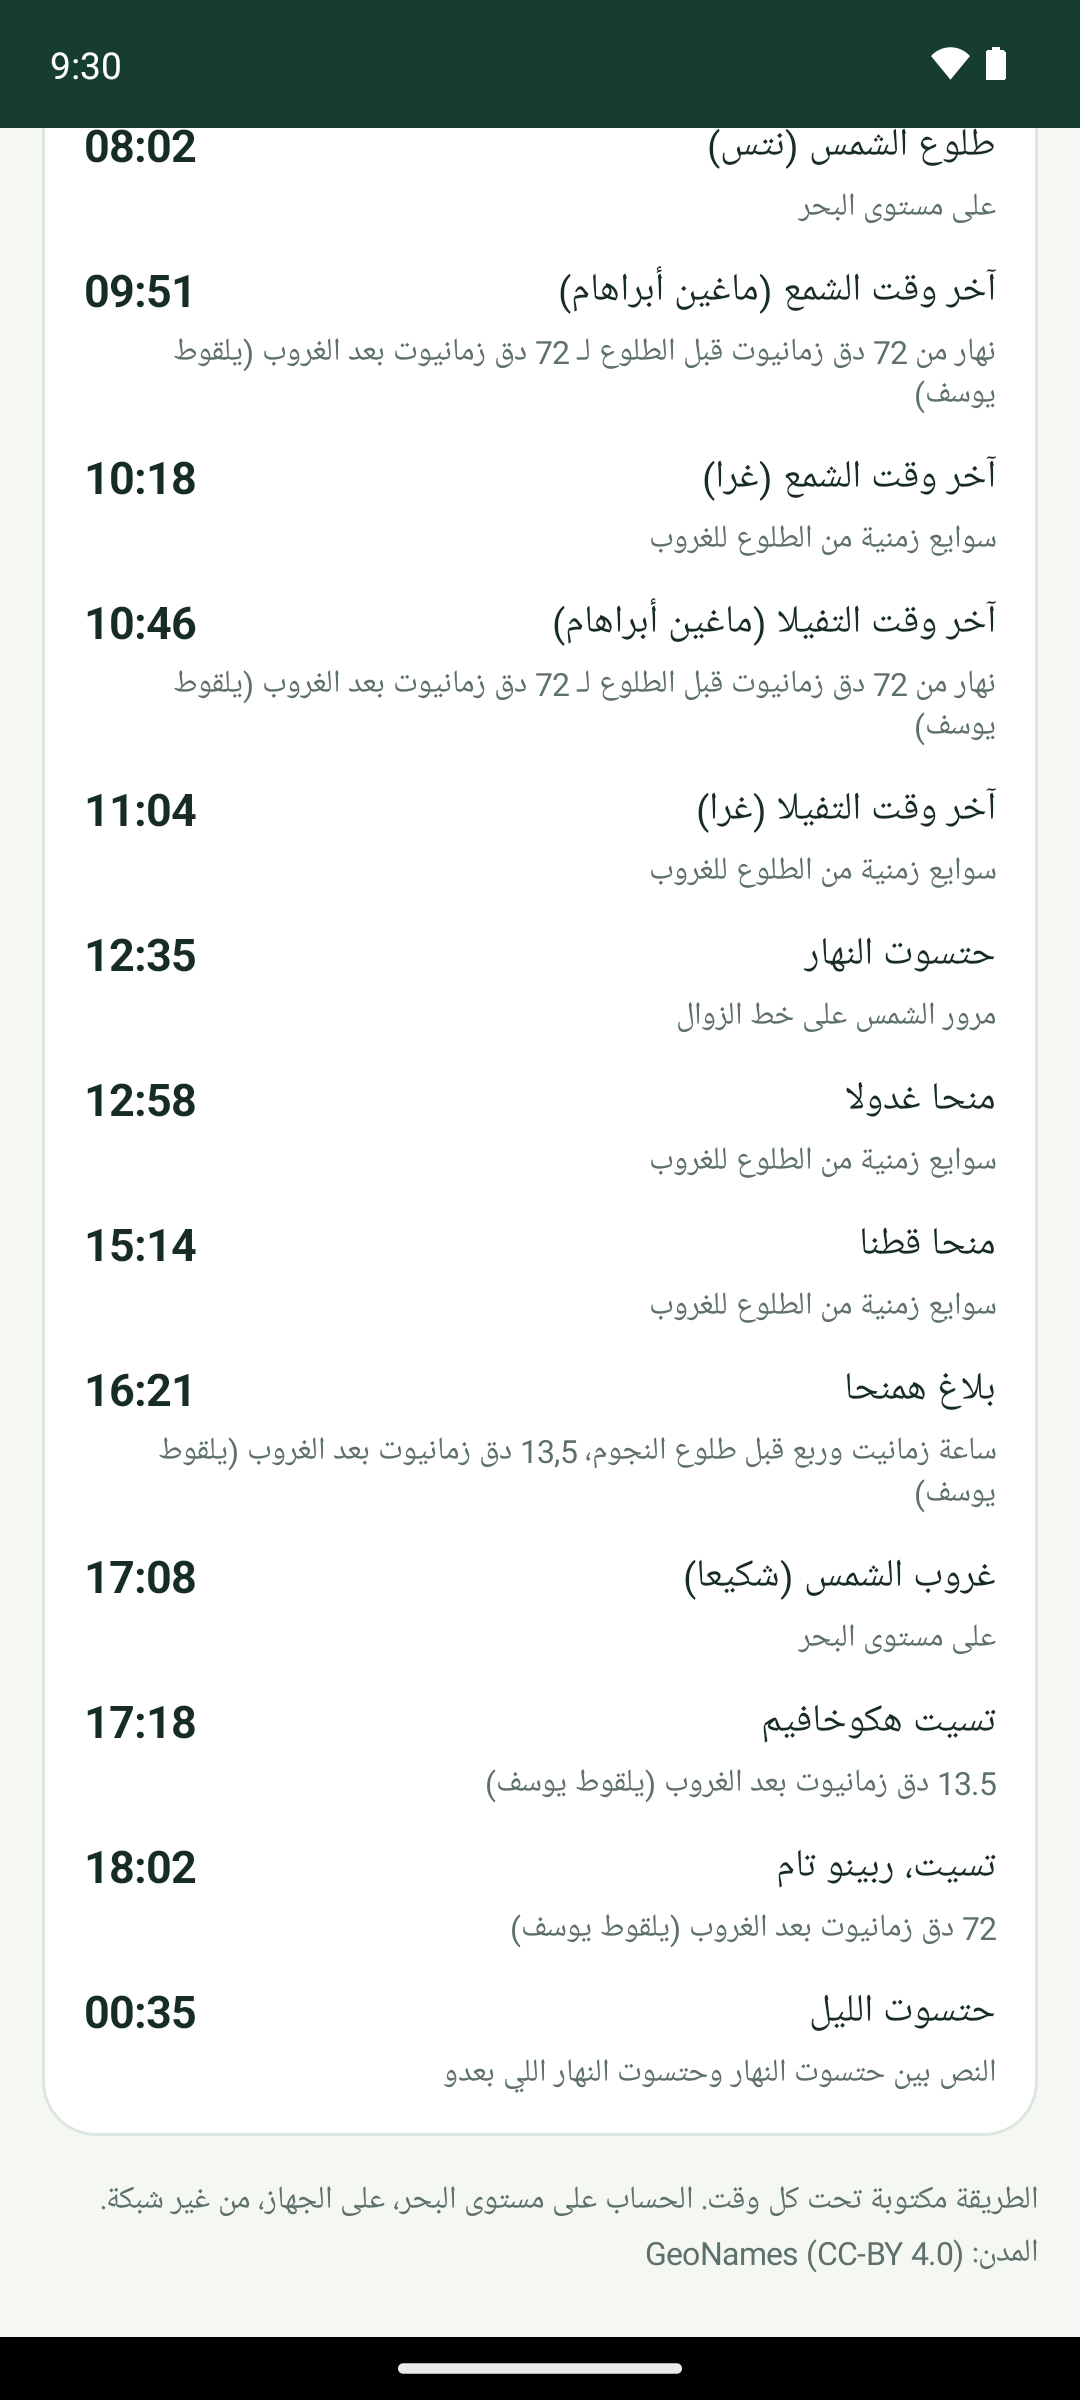 9:30
طلوع الشمس (نتس) 08:02
على مستوى البحر
آخر وقت الشمع (ماغين أبراهام) 09:51
نهار من 72 دق زمانيوت قبل الطلوع لـ 72 دق زمانيوت بعد الغروب (يلقوط
يوسف)
آخر وقت الشمع (غرا) 10:18
سوايع زمنية من الطلوع للغروب
آخر وقت التفيلا (ماغين أبراهام) 10:46
نهار من 72 دق زمانيوت قبل الطلوع لـ 72 دق زمانيوت بعد الغروب (يلقوط
يوسف)
آخر وقت التفيلا (غرا) 11:04
سوايع زمنية من الطلوع للغروب
حتسوت النهار 12:35
مرور الشمس على خط الزوال
منحا غدولا 12:58
سوايع زمنية من الطلوع للغروب
منحا قطنا 15:14
سوايع زمنية من الطلوع للغروب
بلاغ همنحا 16:21
ساعة زمانيت وربع قبل طلوع النجوم، 13,5 دق زمانيوت بعد الغروب (يلقوط
يوسف)
غروب الشمس (شكيعا) 17:08
على مستوى البحر
تسيت هكوخافيم 17:18
13.5 دق زمانيوت بعد الغروب (يلقوط يوسف)
تسيت، ربينو تام 18:02
72 دق زمانيوت بعد الغروب (يلقوط يوسف)
حتسوت الليل 00:35
النص بين حتسوت النهار وحتسوت النهار اللي بعدو
الطريقة مكتوبة تحت كل وقت. الحساب على مستوى البحر، على الجهاز، من غير شبكة.
المدن: GeoNames (CC-BY 4.0)